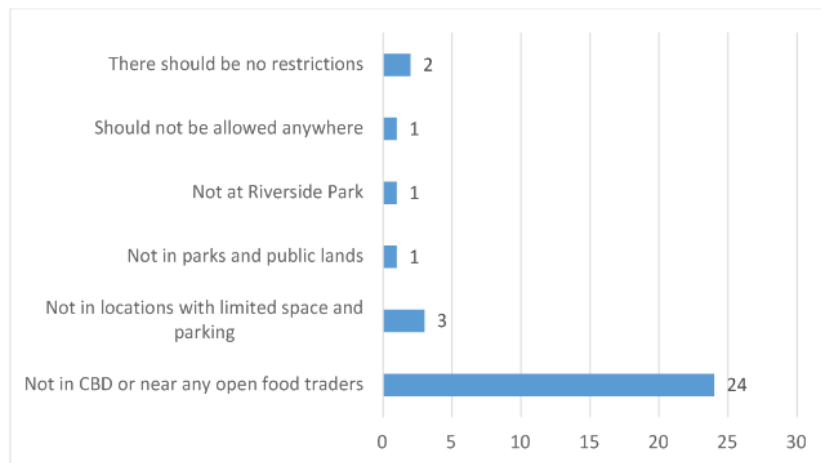 There should be no restrictions 2
Should not be allowed anywhere 1
Not at Riverside Park 1
Not in parks and public lands 1
Not in locations with limited space and
parking 3
Not in CBD or near any open food traders 24
0 5 10 15 20 25 30